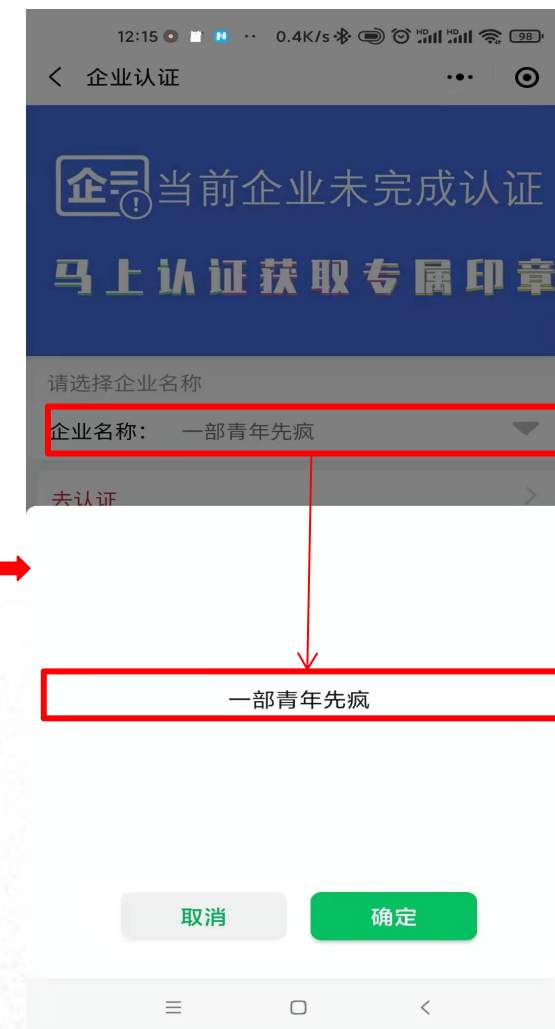 12:15 0.4K/s HD HD 98
企业认证
企 当前企业未完成认证
马上认证获取专属印章
请选择企业名称
企业名称： 一部青年先疯
去认证
一部青年先疯
取消 确定